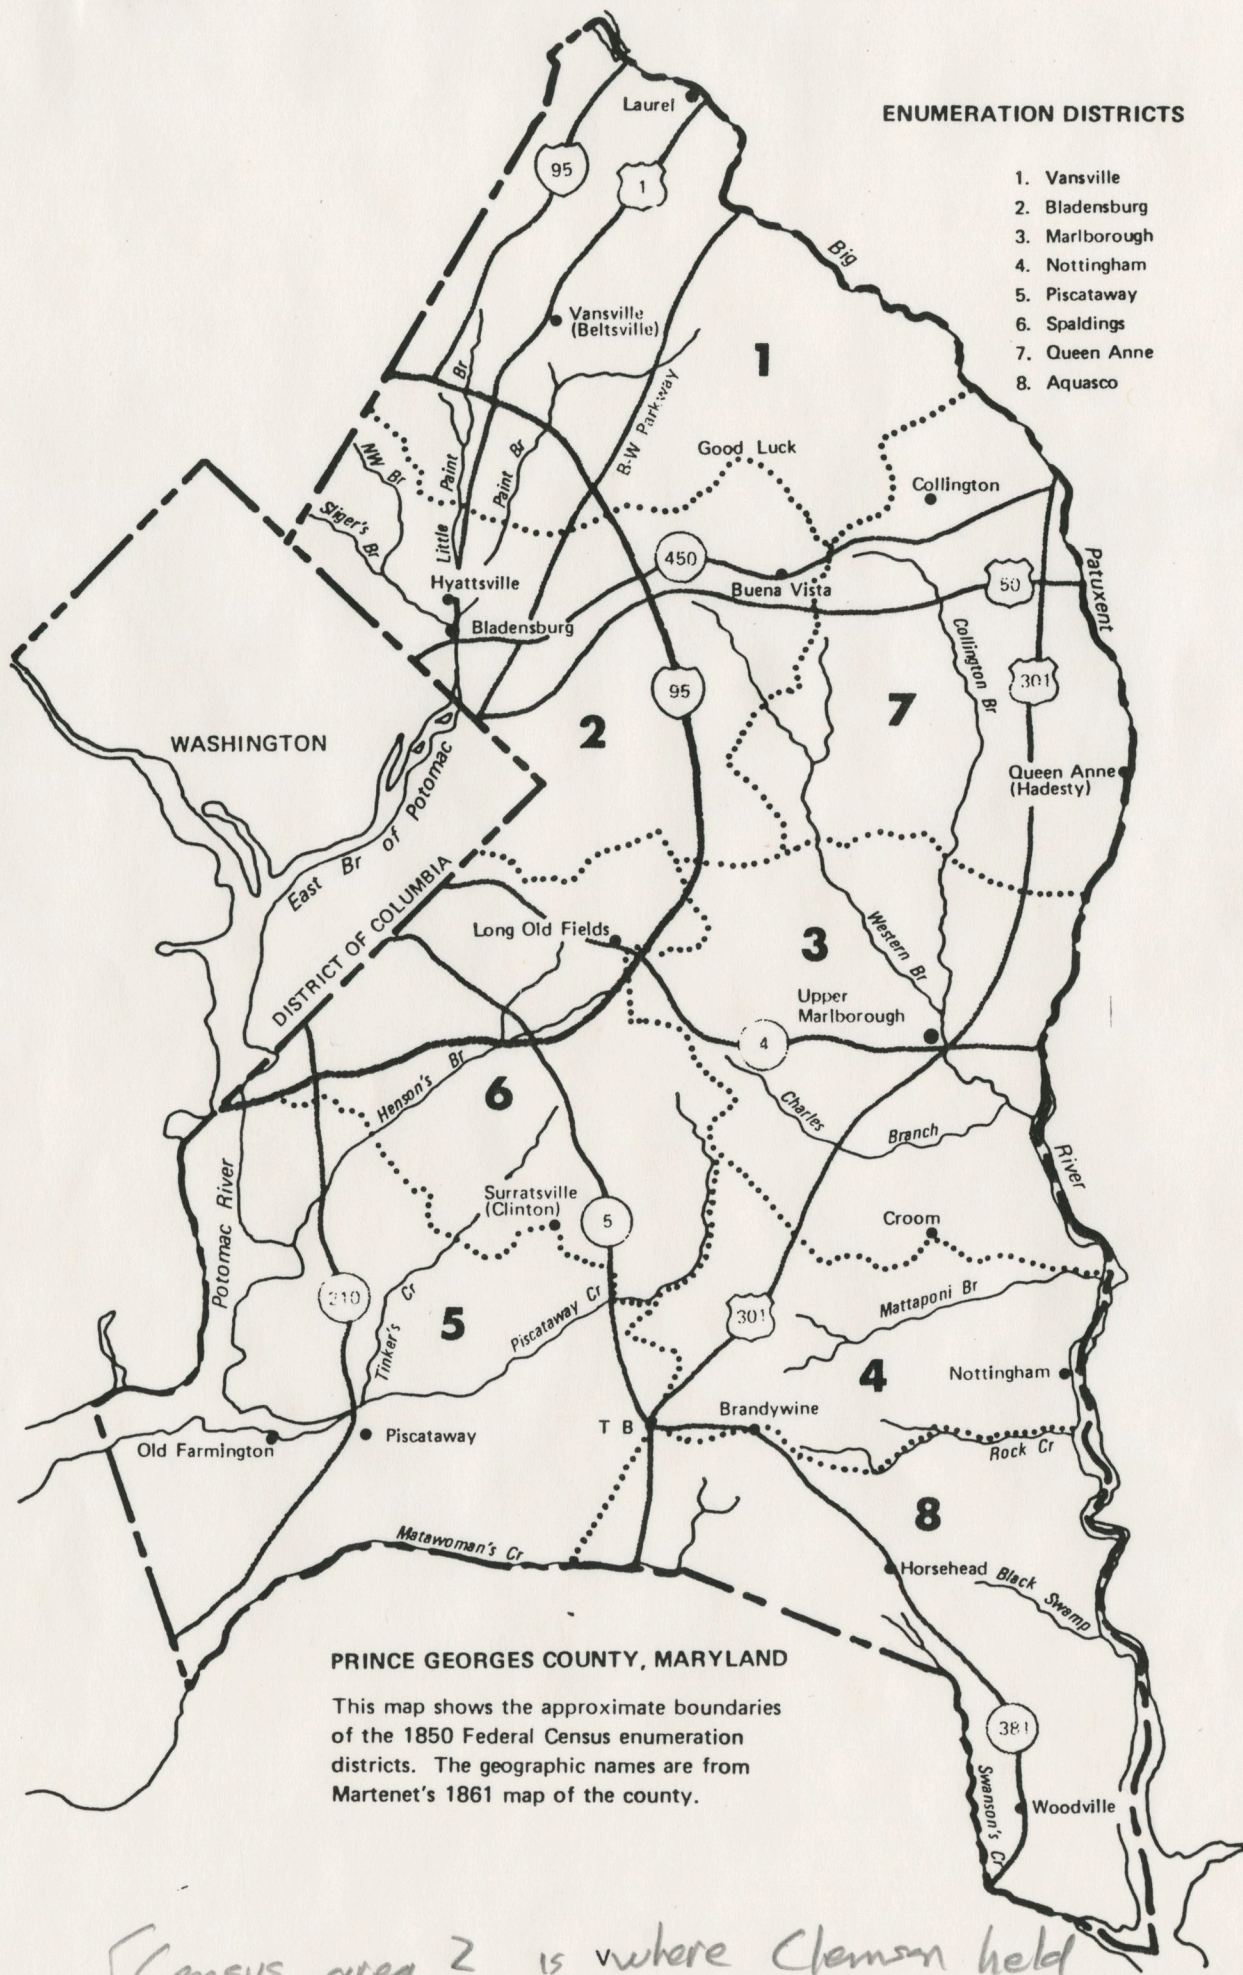 Laurel
ENUMERATION DISTRICTS
1. Vansville
2. Bladensburg
3. Marlborough
4. Nottingham
5. Piscataway
6. Spaldings
7. Queen Anne
8. Aquasco
95
1
Big
Vansville
(Beltsville)
1
Br
B-W Parkway
Good Luck
NW Br
Paint
Paint Br
Collington
Sliger's Br
Little
450
50
Patuxent
Hyattsville
Buena Vista
Bladensburg
Collington Br
301
95
7
2
WASHINGTON
Queen Anne
(Hadesty)
East Br of Potomac
DISTRICT OF COLUMBIA
Long Old Fields
3
Western Br
Upper
Marlborough
4
Henson's Br
6
Charles
Branch
River
Potomac River
Surratsville
(Clinton)
5
Croom
210
Tinker's Cr
5
Piscataway Cr
301
Mattaponi Br
4
Nottingham
T B
Brandywine
Old Farmington
Piscataway
Rock Cr
8
Matawoman's Cr
Horsehead
Black Swamp
PRINCE GEORGES COUNTY, MARYLAND
This map shows the approximate boundaries
of the 1850 Federal Census enumeration
districts. The geographic names are from
Martenet's 1861 map of the county.
381
Swanson's Cr
Woodville
[Census area 2 is where Clemson held